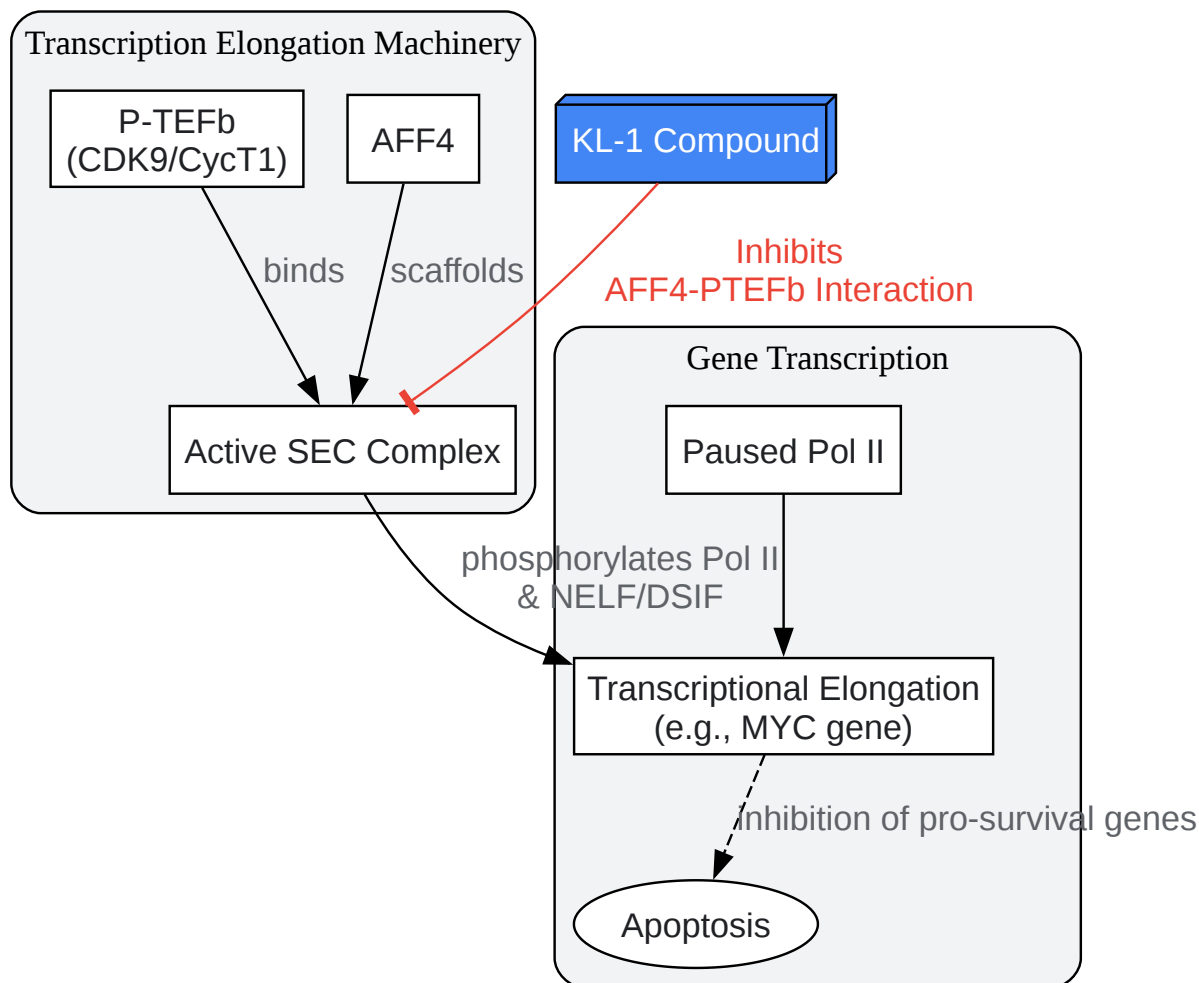 Transcription Elongation Machinery
P-TEFb
(CDK9/CycT1)
AFF4
KL-1 Compound
binds
scaffolds
Inhibits
AFF4-PTEFb Interaction
Gene Transcription
Active SEC Complex
Paused Pol II
phosphorylates Pol II
& NELF/DSIF
Transcriptional Elongation
(e.g., MYC gene)
inhibition of pro-survival genes
Apoptosis